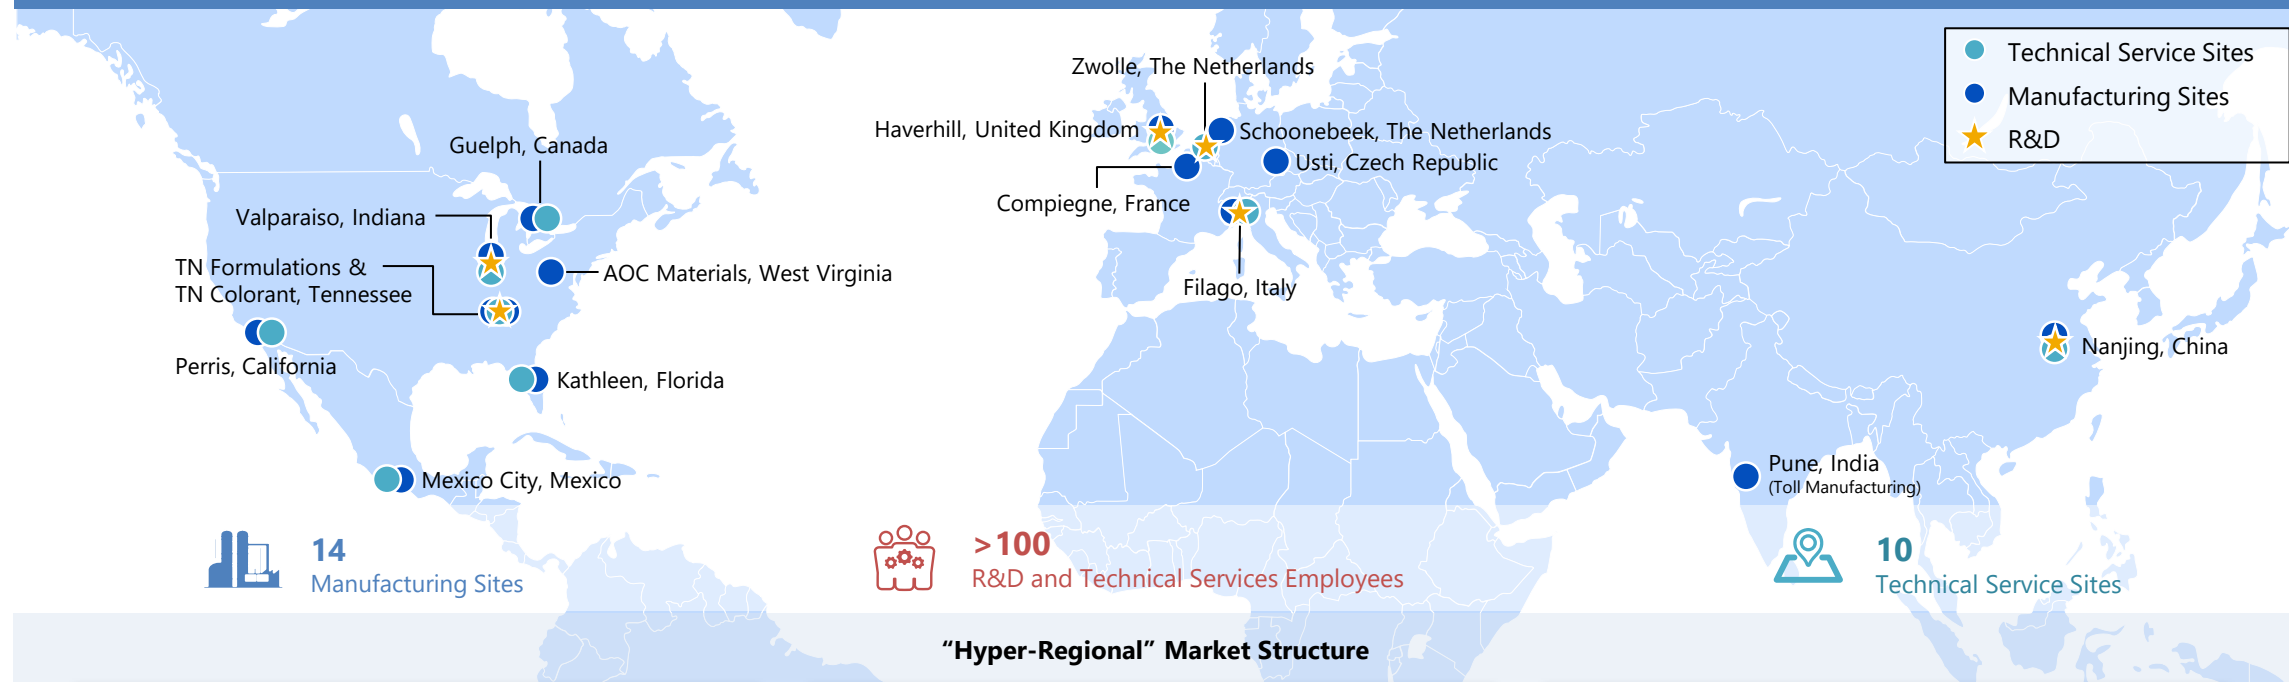 Technical Service Sites
Manufacturing Sites
R&D
Zwolle, The Netherlands
Haverhill, United Kingdom
Schoonebeek, The Netherlands
Usti, Czech Republic
Compiegne, France
Filago, Italy
Guelph, Canada
Valparaiso, Indiana
TN Formulations &
TN Colorant, Tennessee
AOC Materials, West Virginia
Perris, California
Kathleen, Florida
Mexico City, Mexico
Nanjing, China
Pune, India
(Toll Manufacturing)
14
Manufacturing Sites
>100
R&D and Technical Services Employees
10
Technical Service Sites
“Hyper-Regional” Market Structure